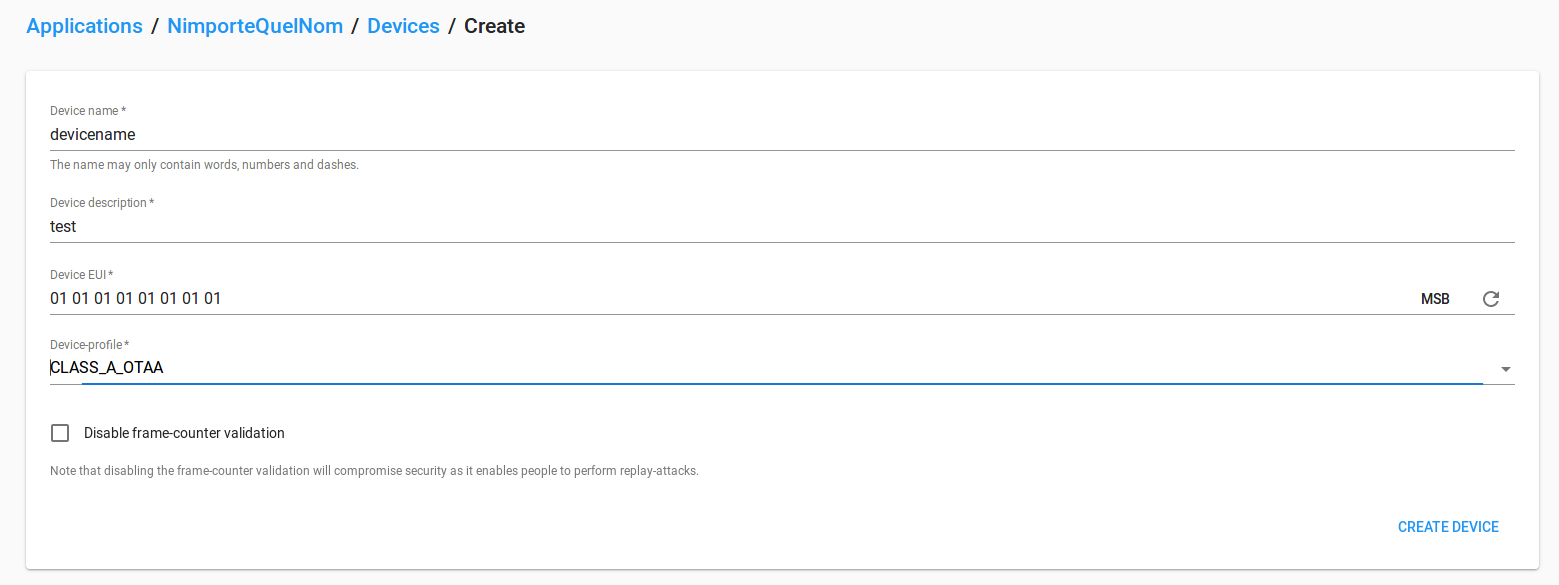 Applications / NimporteQuelNom / Devices / Create
Device name *
devicename
The name may only contain words, numbers and dashes.
Device description *
test
Device EUI *
01 01 01 01 01 01 01 01 MSB
Device-profile *
CLASS_A_OTAA
Disable frame-counter validation
Note that disabling the frame-counter validation will compromise security as it enables people to perform replay-attacks.
CREATE DEVICE